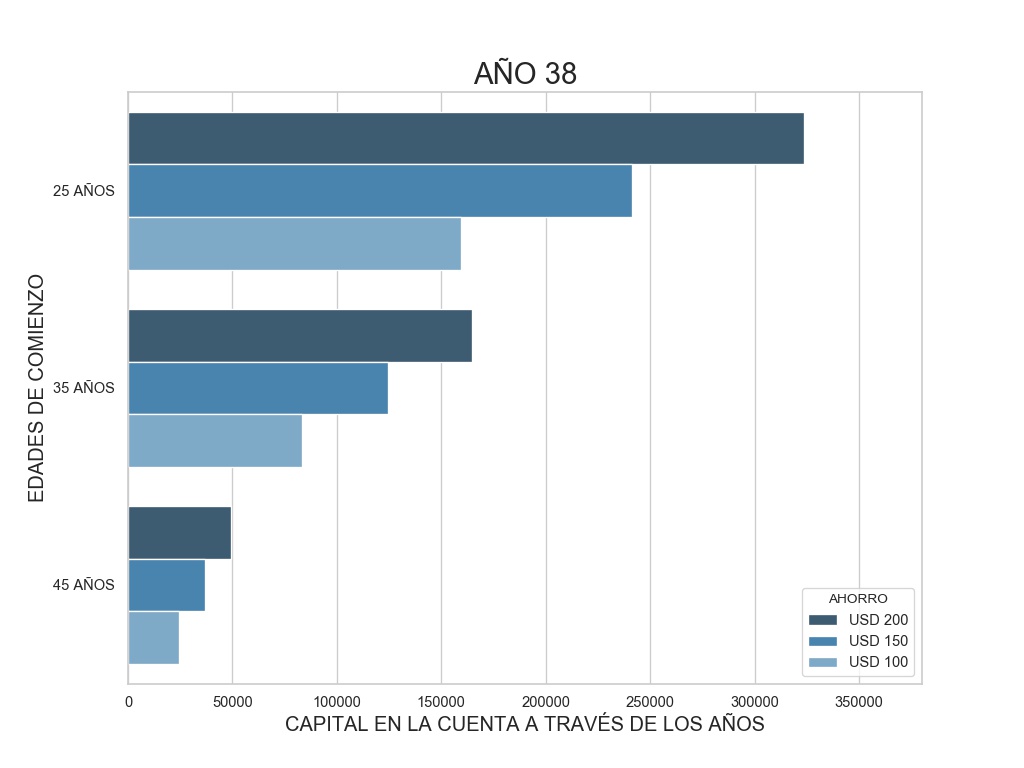 AÑO 38
EDADES DE COMIENZO
25 AÑOS
35 AÑOS
45 AÑOS
AHORRO
USD 200
USD 150
USD 100
0 50000 100000 150000 200000 250000 300000 350000
CAPITAL EN LA CUENTA A TRAVÉS DE LOS AÑOS